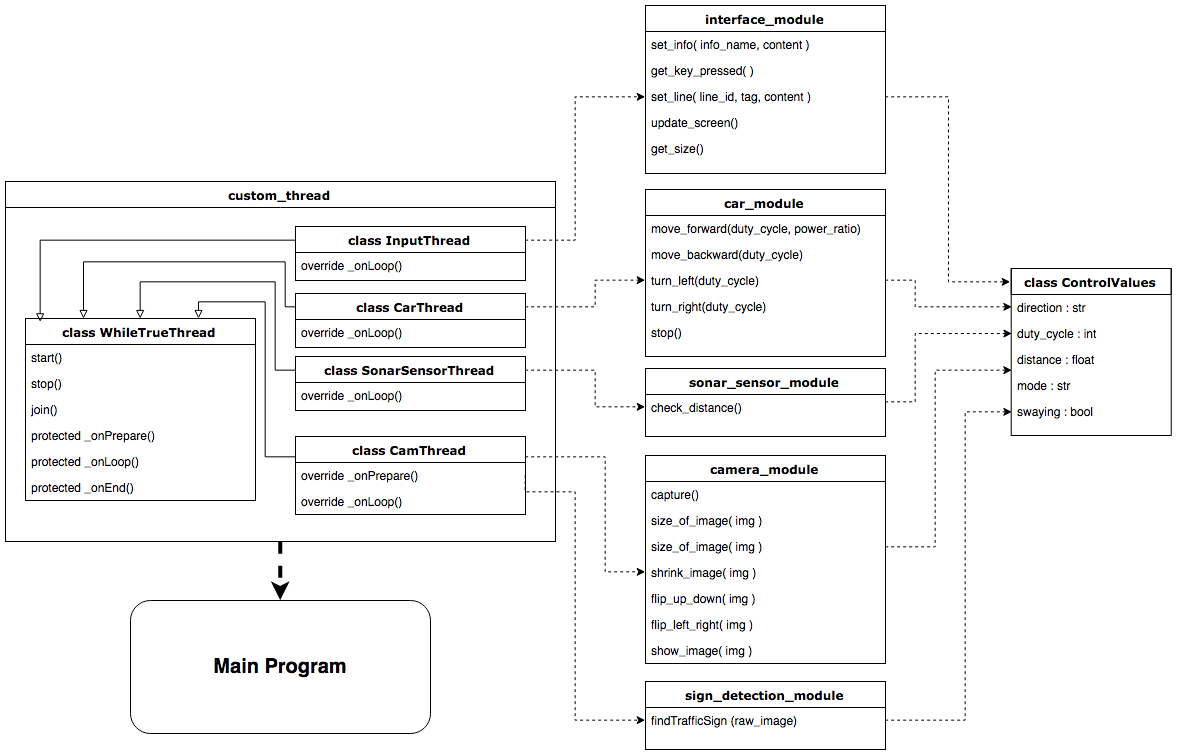 interface_module
set_info( info_name, content )
get_key_pressed( )
set_line( line_id, tag, content )
update_screen()
get_size()
custom_thread
class InputThread
override _onLoop()
class CarThread
override _onLoop()
class SonarSensorThread
override _onLoop()
class CamThread
override _onPrepare()
override _onLoop()
class WhileTrueThread
start()
stop()
join()
protected _onPrepare()
protected _onLoop()
protected _onEnd()
car_module
move_forward(duty_cycle, power_ratio)
move_backward(duty_cycle)
turn_left(duty_cycle)
turn_right(duty_cycle)
stop()
sonar_sensor_module
check_distance()
camera_module
capture()
size_of_image( img )
size_of_image( img )
shrink_image( img )
flip_up_down( img )
flip_left_right( img )
show_image( img )
sign_detection_module
findTrafficSign (raw_image)
class ControlValues
direction : str
duty_cycle : int
distance : float
mode : str
swaying : bool
Main Program